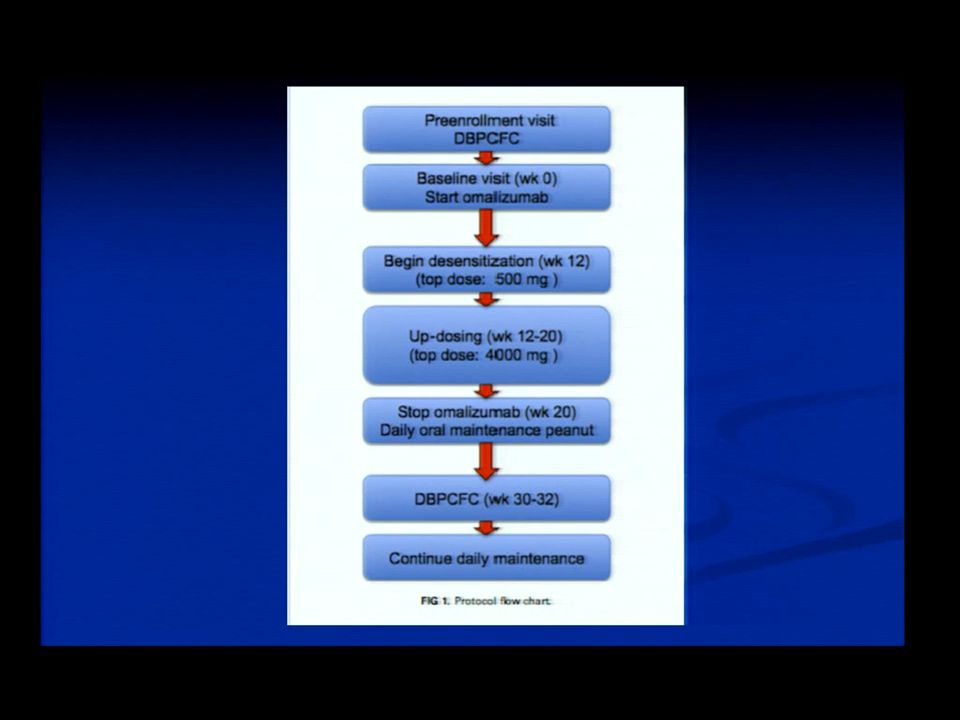 Preenrollment visit
DBPCFC
Baseline visit (wk 0)
Start omalizumab
Begin desensitization (wk 12)
(top dose: 500 mg )
Up-dosing (wk 12-20)
(top dose: 4000 mg )
Stop omalizumab (wk 20)
Daily oral maintenance peanut
DBPCFC (wk 30-32)
Continue daily maintenance
FIG 1. Protocol flow chart.